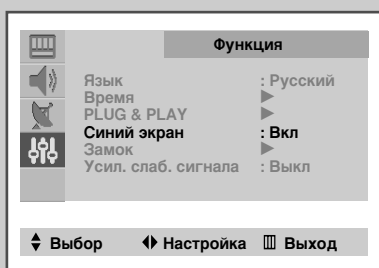 Функция
Язык : Русский
Время ▶
PLUG & PLAY ▶
Синий экран : Вкл
Замок ▶
Усил. слаб. сигнала : Выкл
Выбор Настройка Выход